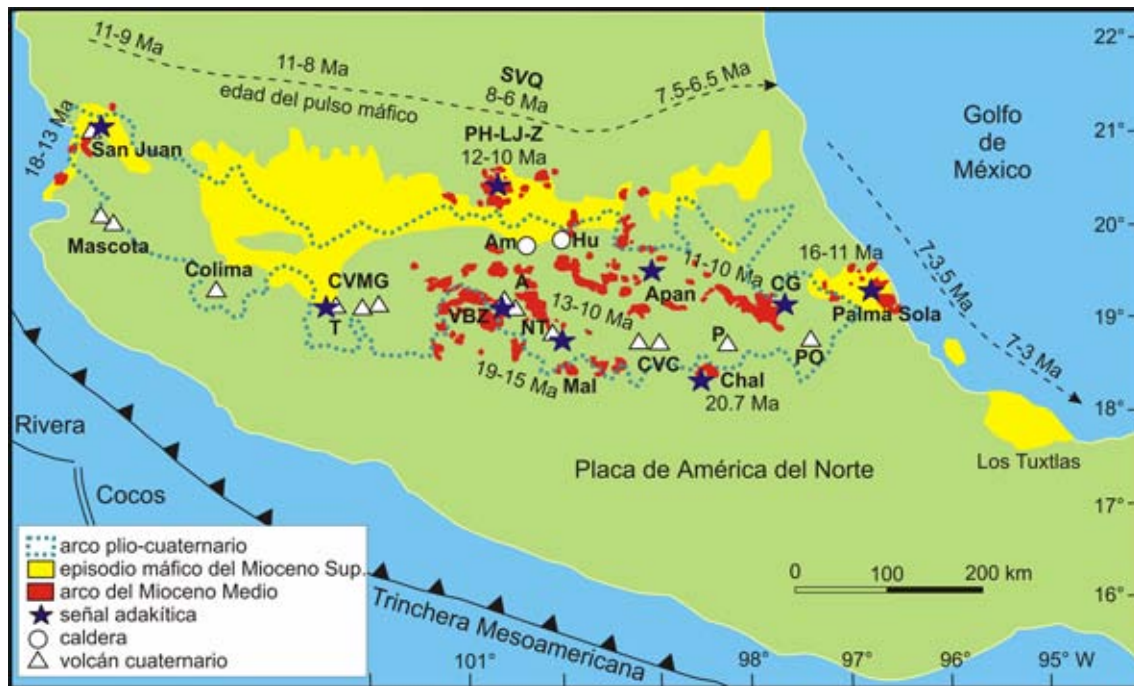 22°
11-9 Ma
11-8 Ma
edad del pulso máfico
SVQ
8-6 Ma
7.5-6.5 Ma
Golfo
de
México
21°
18-13 Ma
San Juan
PH-LJ-Z
12-10 Ma
20°
Mascota
Am
Hu
11-10 Ma
16-11 Ma
7-3.5 Ma
Colima
CVMG
A
Apan
CG
Palma Sola
19°
T
VBZ
NT
13-10 Ma
CVC
P
PO
7-3 Ma
19-15 Ma
Mal
Chal
20.7 Ma
18°
Rivera
Cocos
Placa de América del Norte
Los Tuxtlas
17°
arco plio-cuaternario
episodio máfico del Mioceno Sup.
arco del Mioceno Medio
señal adakítica
caldera
volcán cuaternario
0 100 200 km
16°
Trinchera Mesoamericana
101° 98° 97° 96° 95° W